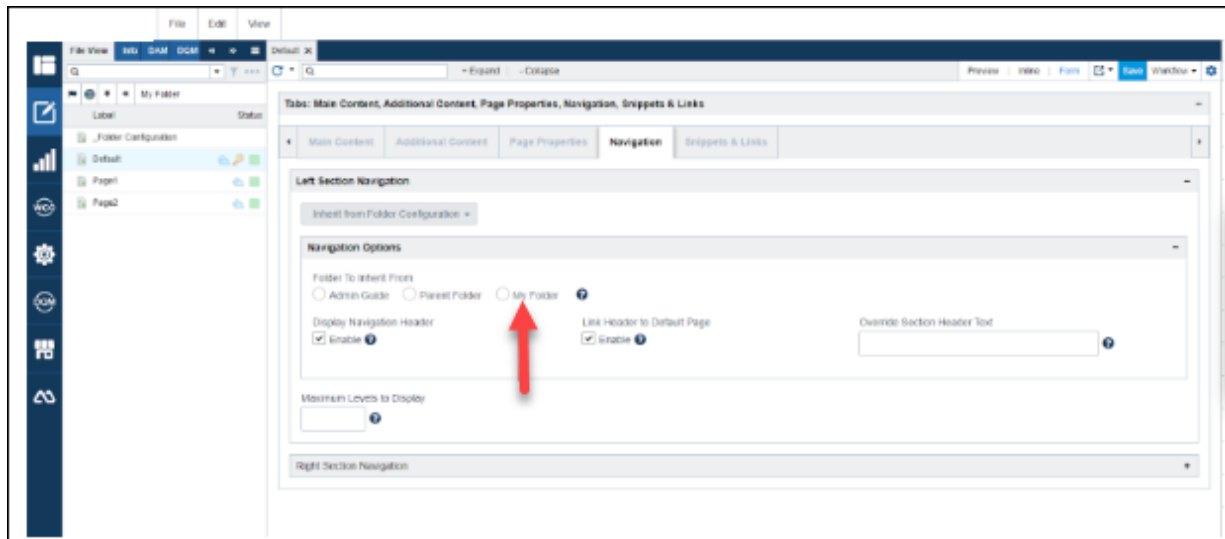 File Edit View
File View Info DAM DQM Default
- Expand - Collapse Preview Inline Form Save Workflow
My Folder
Label Status
_Folder Configuration
Default
Page1
Page2
WCO
DQM
Tabs: Main Content, Additional Content, Page Properties, Navigation, Snippets & Links
Main Content Additional Content Page Properties Navigation Snippets & Links
Left Section Navigation
Inherit from Folder Configuration
Navigation Options
Folder To Inherit From
Admin Guide Parent Folder My Folder
Display Navigation Header Link Header to Default Page Override Section Header Text
Enable Enable
Maximum Levels to Display
Right Section Navigation